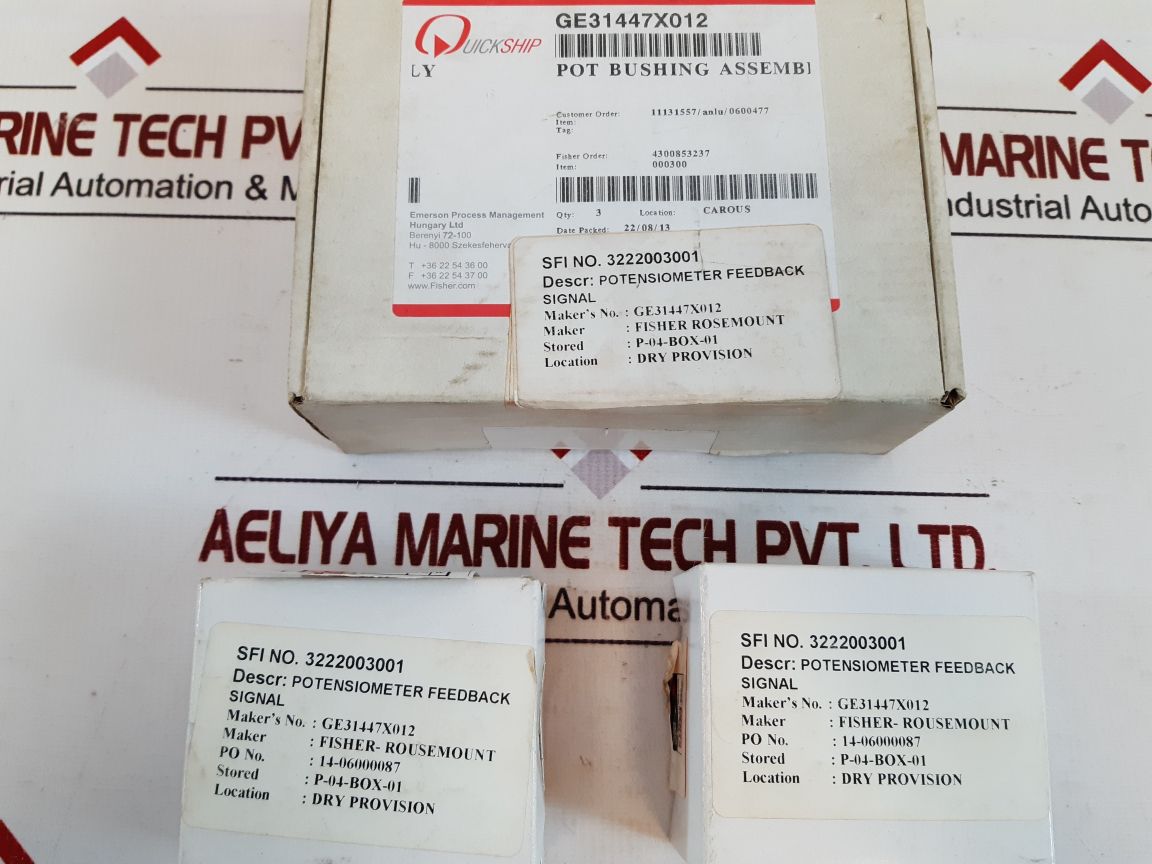 GE31447X012
QUICKSHIP
LY POT BUSHING ASSEMBL
Customer Order: 11131557/anlu/0600477
Item:
Tag:
Fisher Order: 4300853237
Item: 000300
Emerson Process Management
Hungary Ltd
Berenyi 72-100
Hu - 8000 Szekesfeherva
T +36 22 54 36 00
F +36 22 54 37 00
www.Fisher.com
Qty: 3 Location: CAROUS
Date Packed: 22/08/13
SFI NO. 3222003001
Descr: POTENSIOMETER FEEDBACK
SIGNAL
Maker's No. : GE31447X012
Maker : FISHER ROSEMOUNT
Stored : P-04-BOX-01
Location : DRY PROVISION
ARINE TECH PV
rial Automation & M
MARINE T
ndustrial Auto
AELIYA MARINE TECH PVT. LTD.
Automa
SFI NO. 3222003001
Descr: POTENSIOMETER FEEDBACK
SIGNAL
Maker's No. : GE31447X012
Maker : FISHER- ROUSEMOUNT
PO No. : 14-06000087
Stored : P-04-BOX-01
Location : DRY PROVISION
SFI NO. 3222003001
Descr: POTENSIOMETER FEEDBACK
SIGNAL
Maker's No. : GE31447X012
Maker : FISHER- ROUSEMOUNT
PO No. : 14-06000087
Stored : P-04-BOX-01
Location : DRY PROVISION